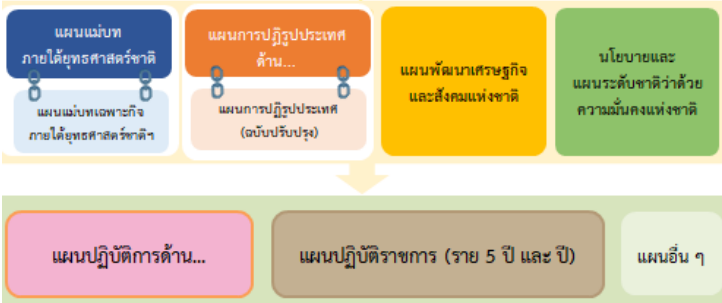 แผนแม่บท
ภายใต้ยุทธศาสตร์ชาติ
แผนแม่บทเฉพาะกิจ
ภายใต้ยุทธศาสตร์ชาติฯ
แผนการปฏิรูปประเทศ
ด้าน...
แผนการปฏิรูปประเทศ
(ฉบับปรับปรุง)
แผนพัฒนาเศรษฐกิจ
และสังคมแห่งชาติ
นโยบายและ
แผนระดับชาติว่าด้วย
ความมั่นคงแห่งชาติ
แผนปฏิบัติการด้าน...
แผนปฏิบัติราชการ (ราย 5 ปี และ ปี)
แผนอื่น ๆ